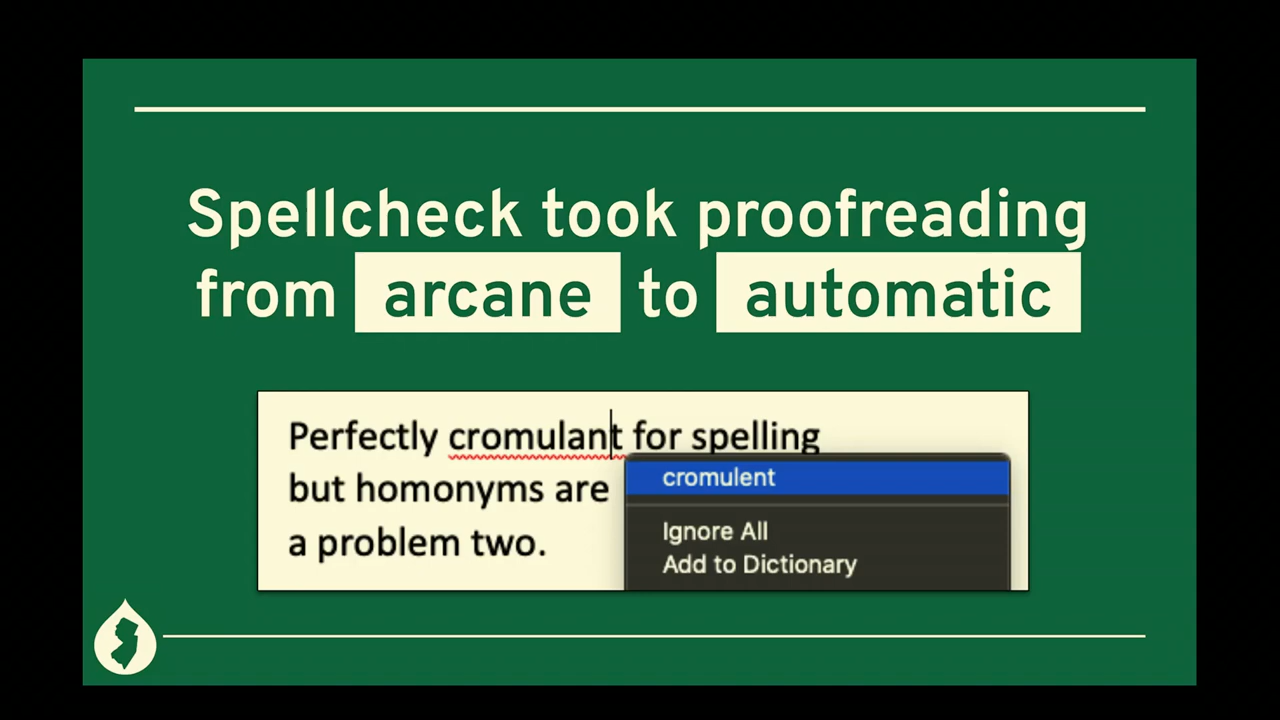 Spellcheck took proofreading
from arcane to automatic
Perfectly cromulant for spelling
but homonyms are
a problem two.
cromulent
Ignore All
Add to Dictionary